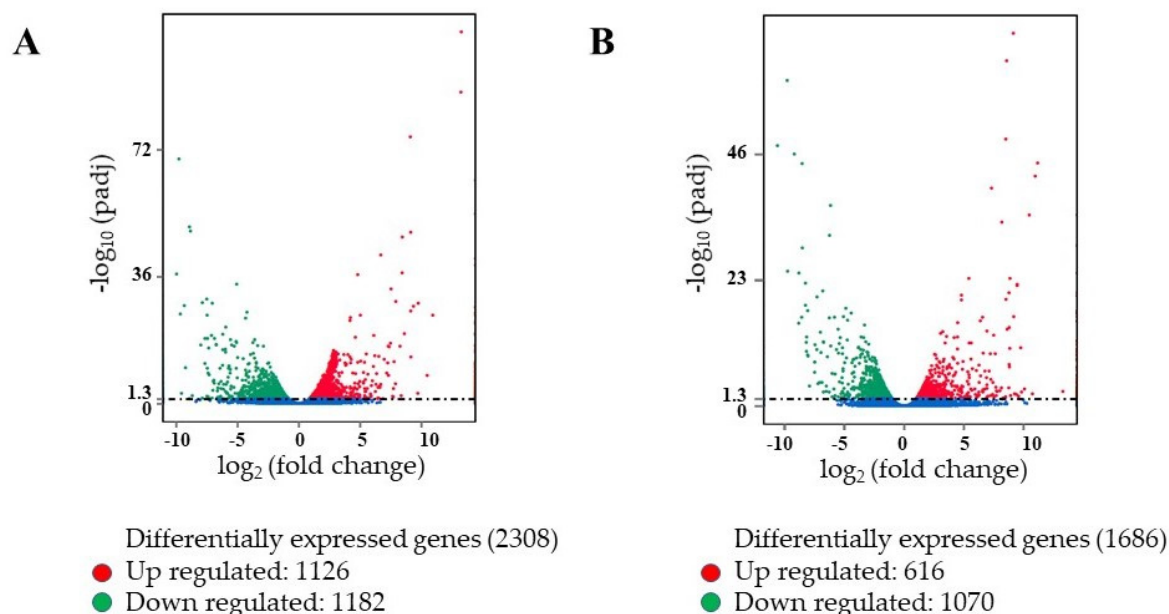 A
-log₁₀ (padj)
72
36
1.3
0
-10 -5 0 5 10
log₂ (fold change)
Differentially expressed genes (2308)
Up regulated: 1126
Down regulated: 1182
B
-log₁₀ (padj)
46
23
1.3
0
-10 -5 0 5 10
log₂ (fold change)
Differentially expressed genes (1686)
Up regulated: 616
Down regulated: 1070